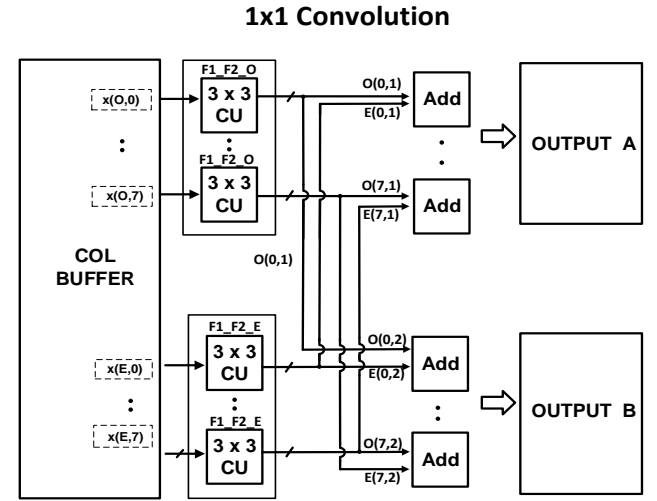 1x1 Convolution
COL
BUFFER
x(O,0)
:
x(O,7)
x(E,0)
:
x(E,7)
F1_F2_O
3 x 3
CU
:
F1_F2_O
3 x 3
CU
F1_F2_E
3 x 3
CU
:
F1_F2_E
3 x 3
CU
O(0,1)
O(0,1)
E(0,1)
Add
:
O(7,1)
E(7,1)
Add
O(0,2)
E(0,2)
Add
:
O(7,2)
E(7,2)
Add
OUTPUT A
OUTPUT B